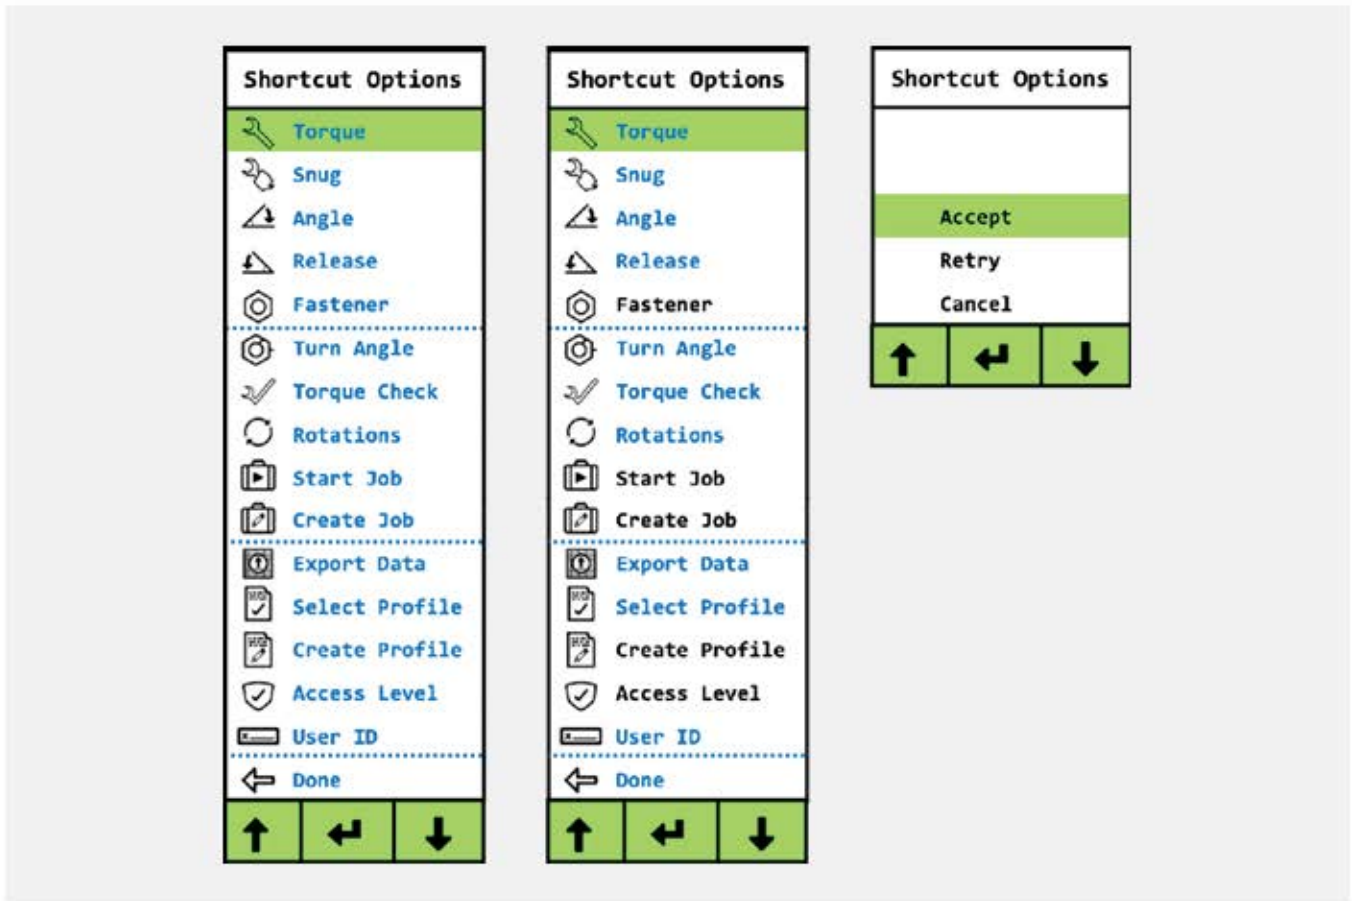 Shortcut Options
Torque
Snug
Angle
Release
Fastener
Turn Angle
Torque Check
Rotations
Start Job
Create Job
Export Data
Select Profile
Create Profile
Access Level
User ID
Done
Shortcut Options
Torque
Snug
Angle
Release
Fastener
Turn Angle
Torque Check
Rotations
Start Job
Create Job
Export Data
Select Profile
Create Profile
Access Level
User ID
Done
Shortcut Options
Accept
Retry
Cancel